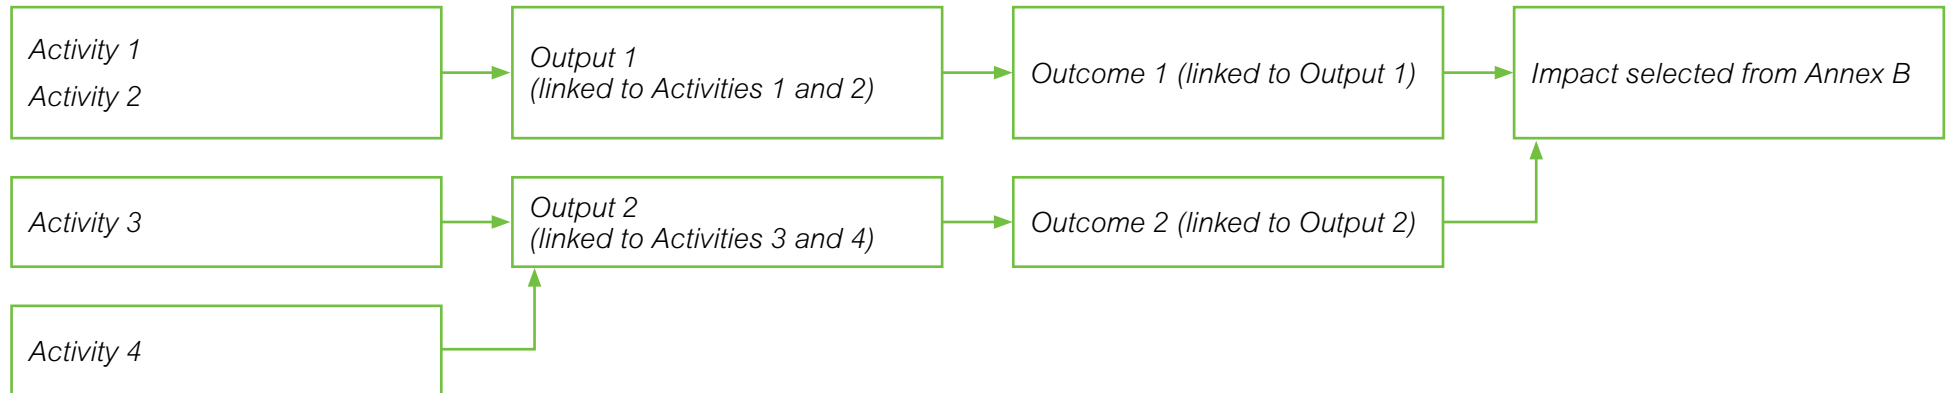 Activity 1
Activity 2
Output 1
(linked to Activities 1 and 2)
Outcome 1 (linked to Output 1)
Impact selected from Annex B
Activity 3
Output 2
(linked to Activities 3 and 4)
Outcome 2 (linked to Output 2)
Activity 4